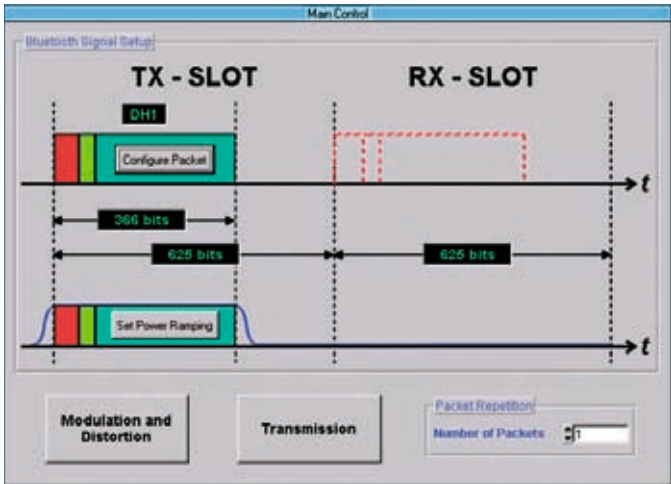 Main Control
Bluetooth Signal Setup
TX - SLOT
RX - SLOT
DH1
Configure Packet
t
366 bits
625 bits
625 bits
Set Power Ramping
t
Modulation and
Distortion
Transmission
Packet Repetition
Number of Packets
1